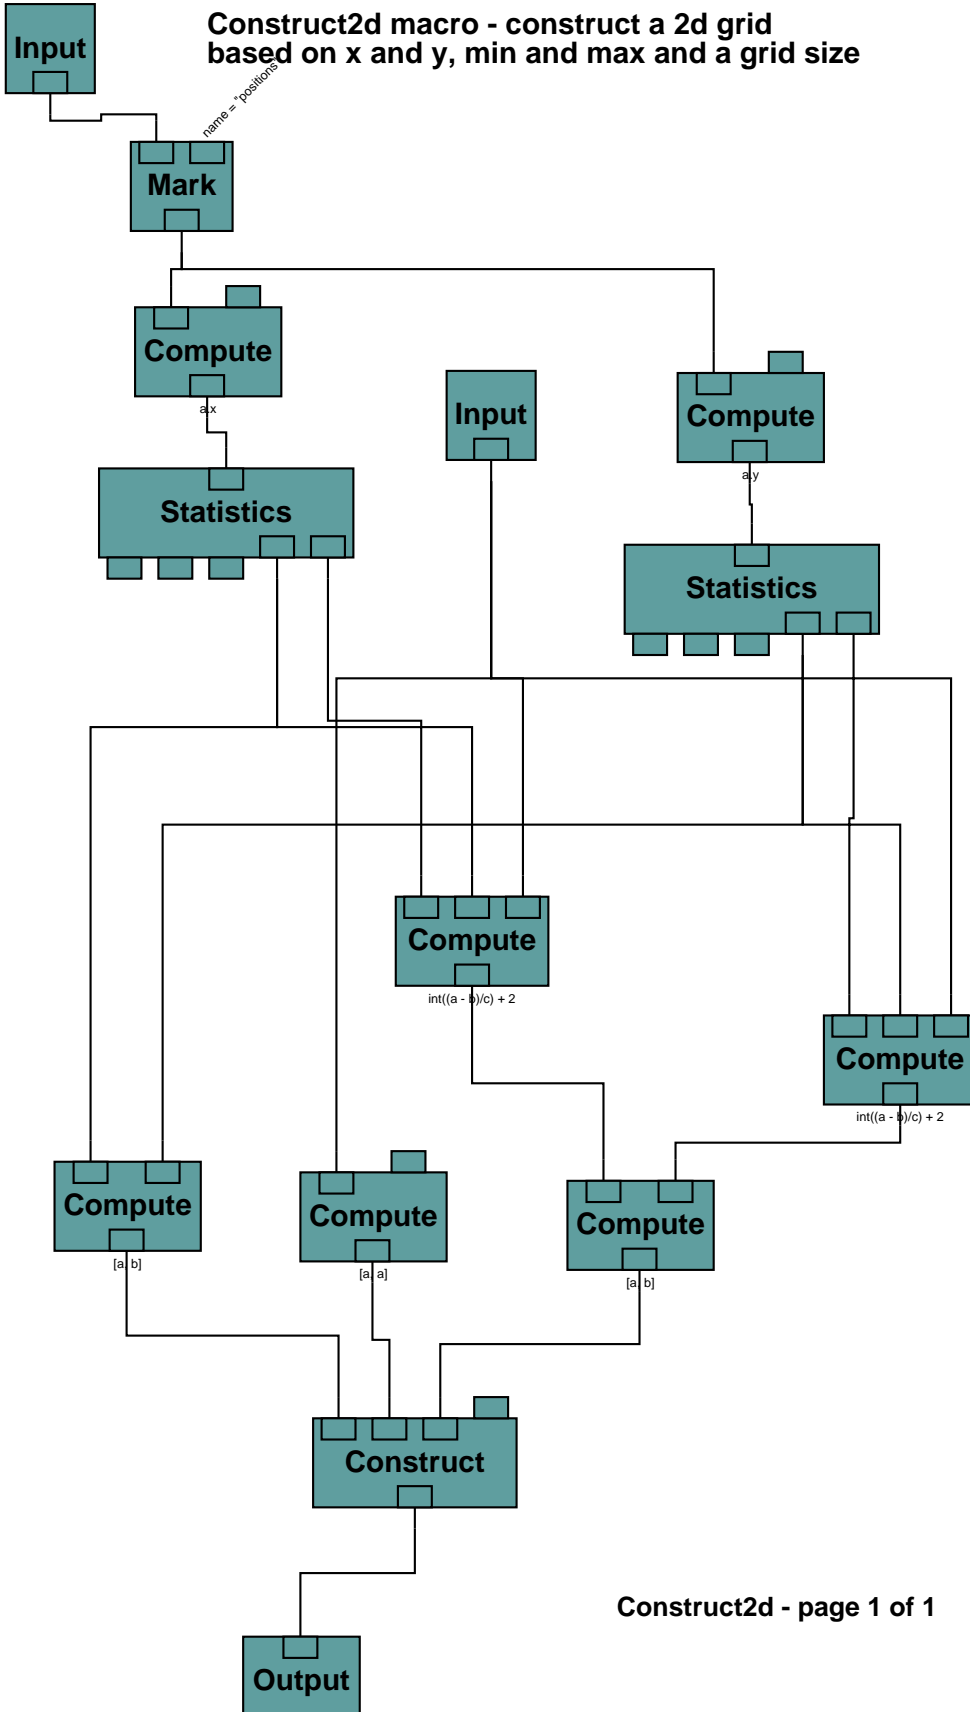 Construct2d macro - construct a 2d grid
based on x and y, min and max and a grid size
Input
name = "positions"
Mark
Compute
a.x
Input
Compute
a.y
Statistics
Statistics
Compute
int((a - b)/c) + 2
Compute
int((a - b)/c) + 2
Compute
[a, b]
Compute
[a, a]
Compute
[a, b]
Construct
Construct2d - page 1 of 1
Output